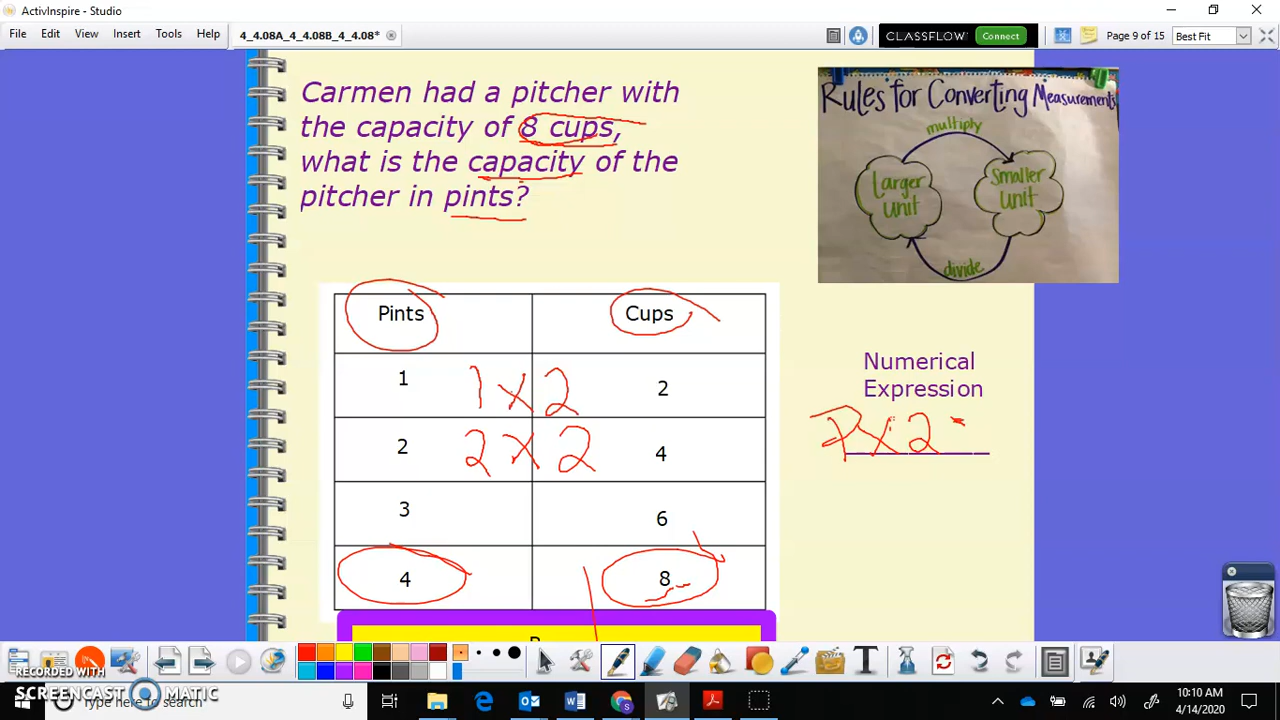 ActivInspire - Studio
File Edit View Insert Tools Help
4_4.08A_4_4.08B_4_4.08*
CLASSFLOW Connect
Page 9 of 15
Best Fit
Carmen had a pitcher with
the capacity of 8 cups,
what is the capacity of the
pitcher in pints?
Rules for Converting Measurements
multiply
Larger
Unit
Smaller
Unit
divide
Pints Cups
1 1 x 2 2
2 2 x 2 4
3 6
4 8
Numerical
Expression
P x 2 =
RECORDED WITH
SCREENCAST MATIC
Type here to search
10:10 AM
4/14/2020